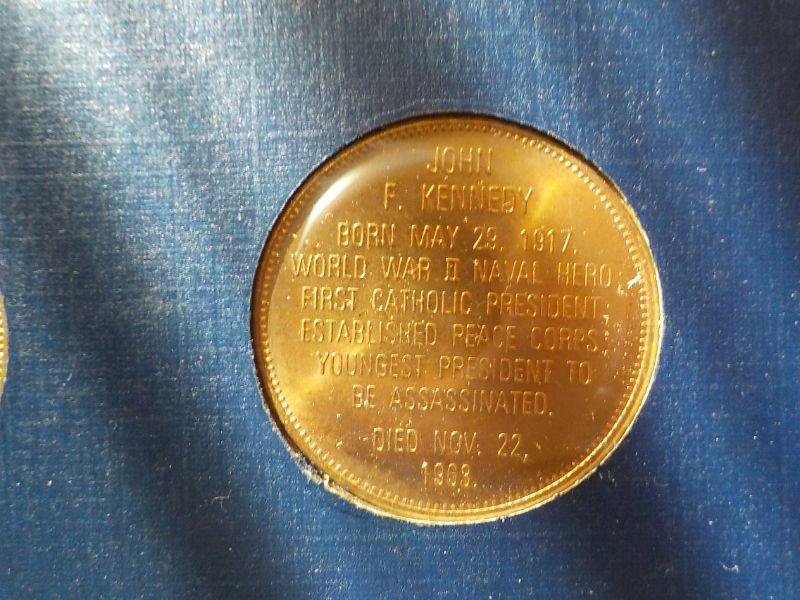 JOHN
F. KENNEDY
BORN MAY 29, 1917,
WORLD WAR II NAVAL HERO,
FIRST CATHOLIC PRESIDENT,
ESTABLISHED PEACE CORPS,
YOUNGEST PRESIDENT TO
BE ASSASSINATED.
DIED NOV. 22,
1963.